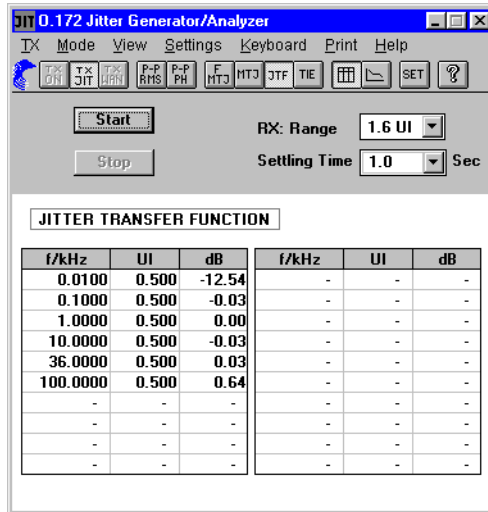 JIT 0.172 Jitter Generator/Analyzer
TX Mode View Settings Keyboard Print Help
TX ON TX JIT TX WAN P-P RMS P-P PH F MTJ MTJ JTF TIE SET ?
Start
RX: Range 1.6 UI
Stop
Settling Time 1.0 Sec
JITTER TRANSFER FUNCTION
f/kHz UI dB f/kHz UI dB
0.0100 0.500 -12.54 - - -
0.1000 0.500 -0.03 - - -
1.0000 0.500 0.00 - - -
10.0000 0.500 -0.03 - - -
36.0000 0.500 0.03 - - -
100.0000 0.500 0.64 - - -
- - - - - -
- - - - - -
- - - - - -
- - - - - -